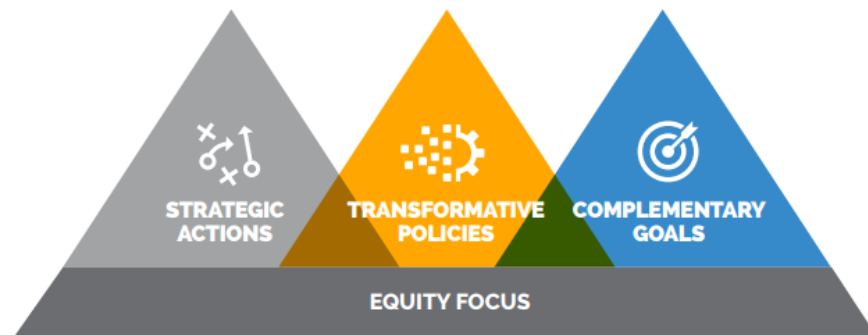 STRATEGIC
ACTIONS
TRANSFORMATIVE
POLICIES
COMPLEMENTARY
GOALS
EQUITY FOCUS